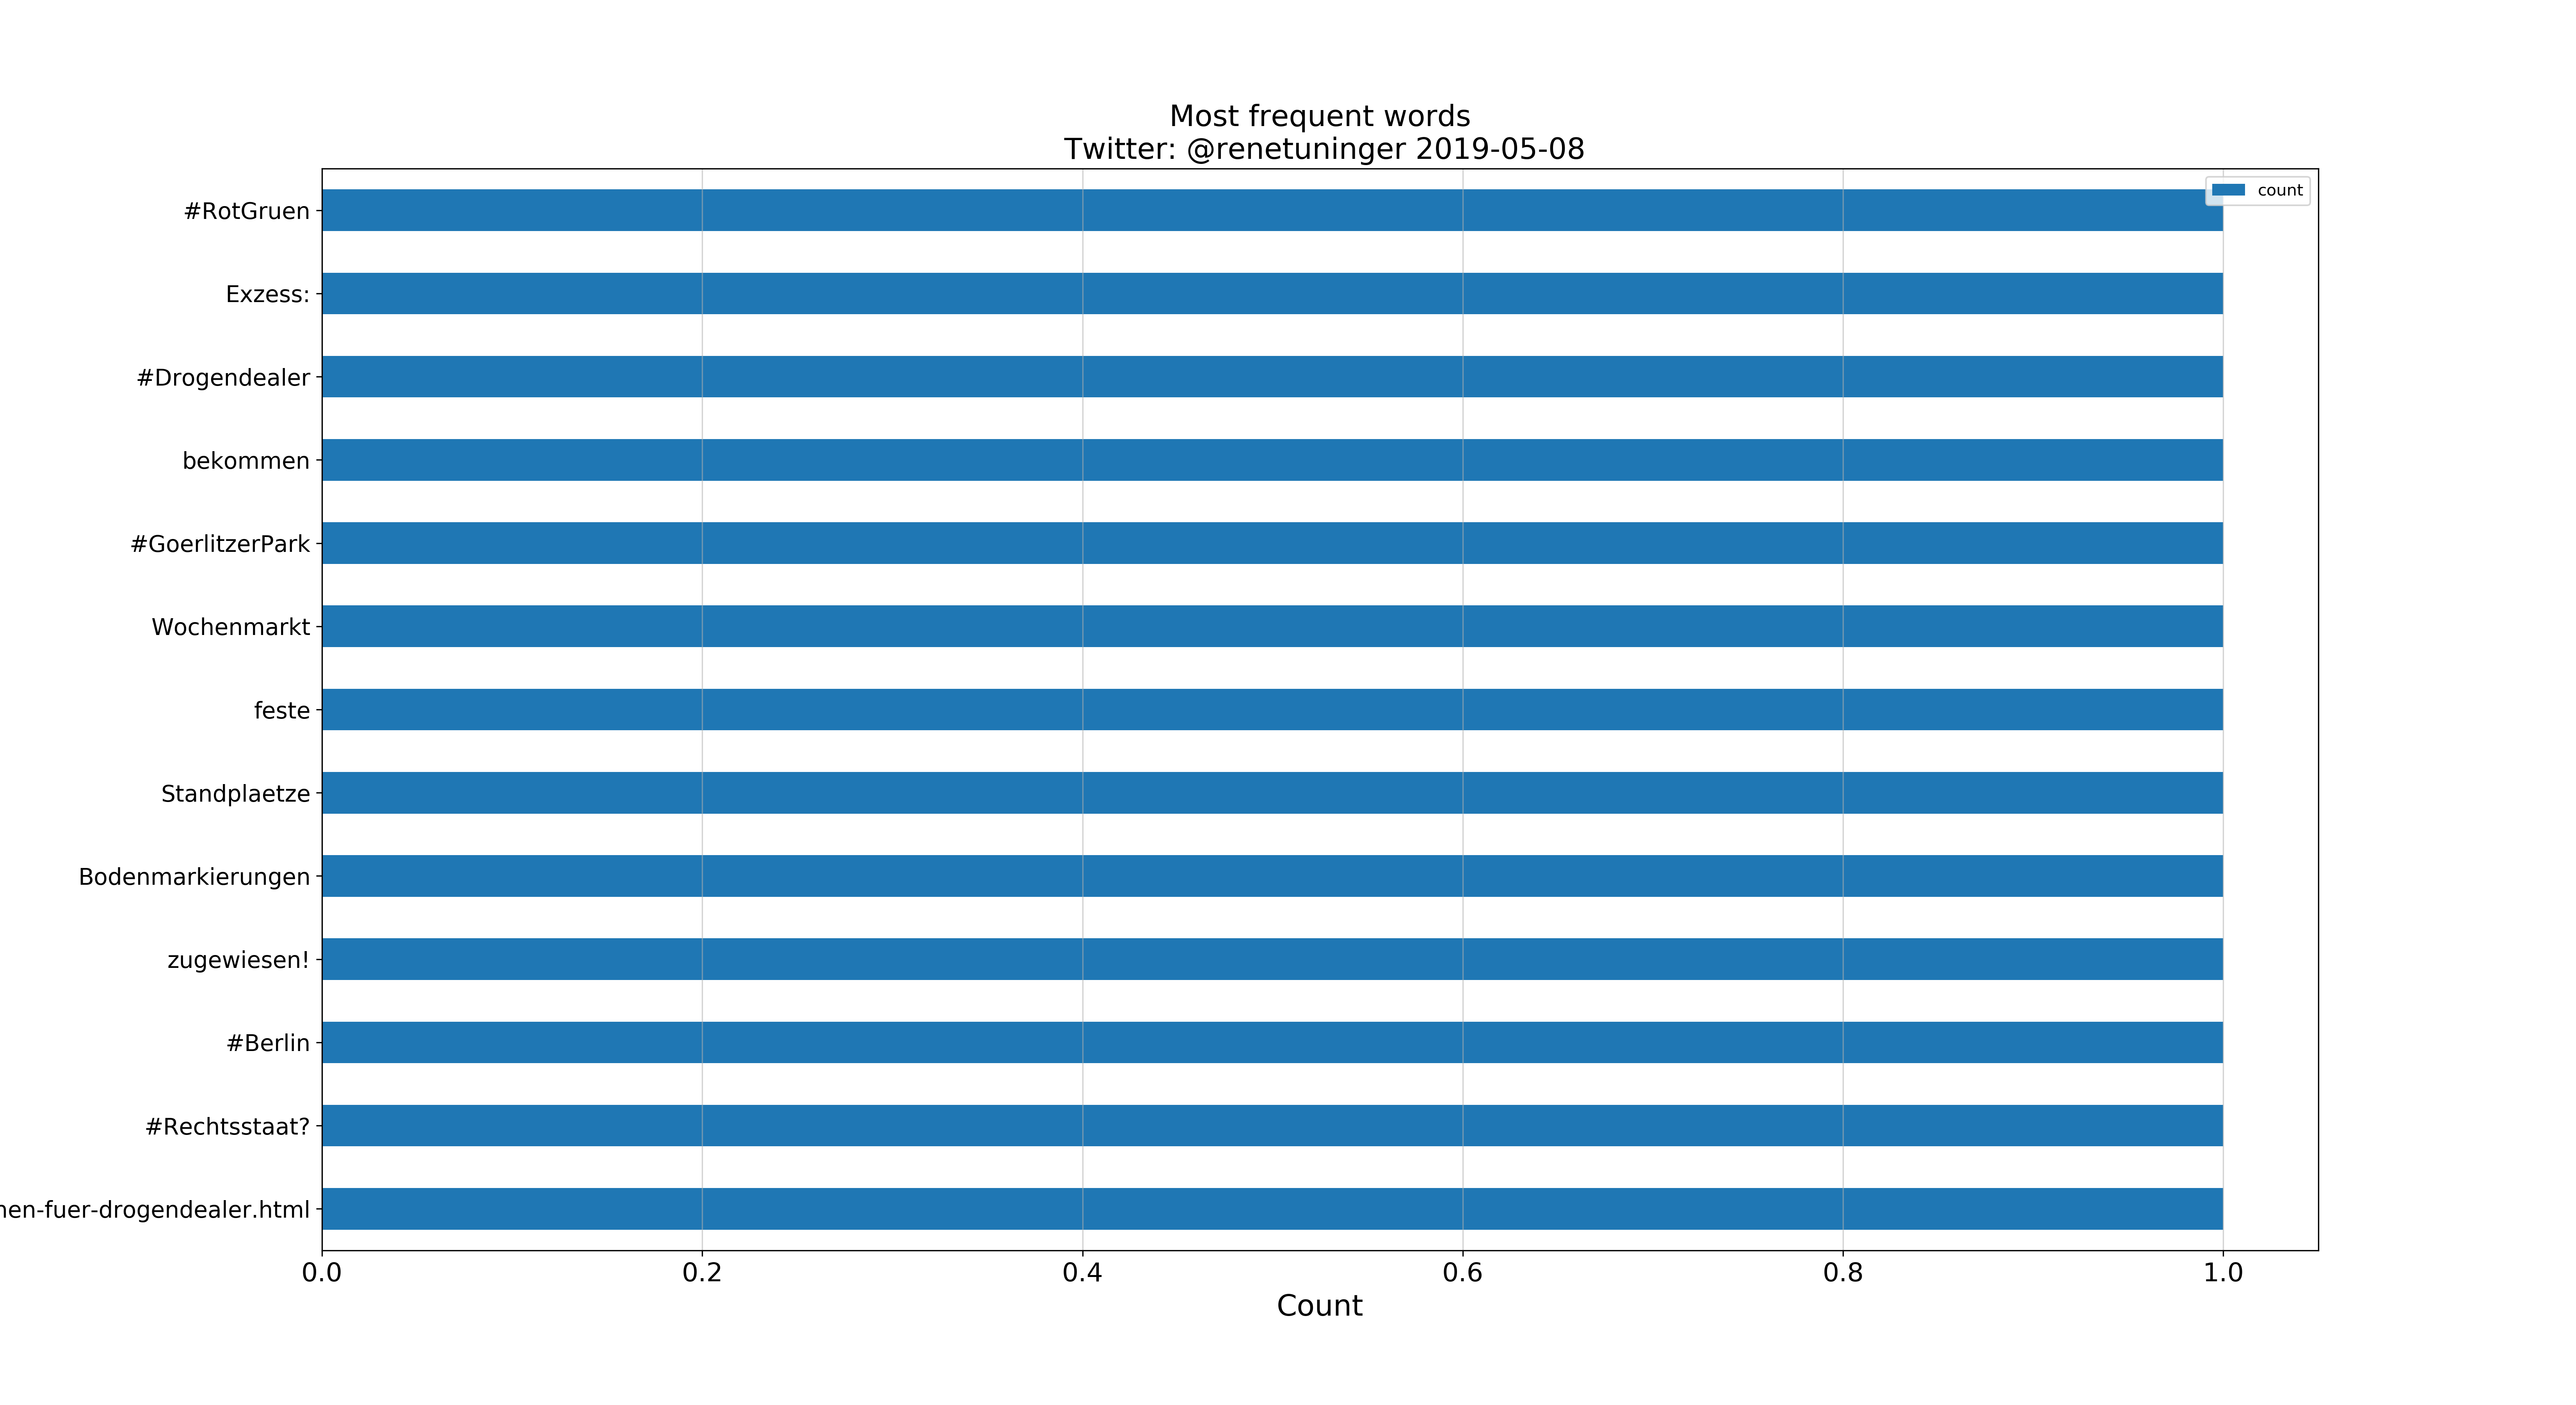 Most frequent words
Twitter: @renetuninger 2019-05-08
count
#RotGruen
Exzess:
#Drogendealer
bekommen
#GoerlitzerPark
Wochenmarkt
feste
Standplaetze
Bodenmarkierungen
zugewiesen!
#Berlin
#Rechtsstaat?
en-fuer-drogendealer.html
0.0 0.2 0.4 0.6 0.8 1.0
Count